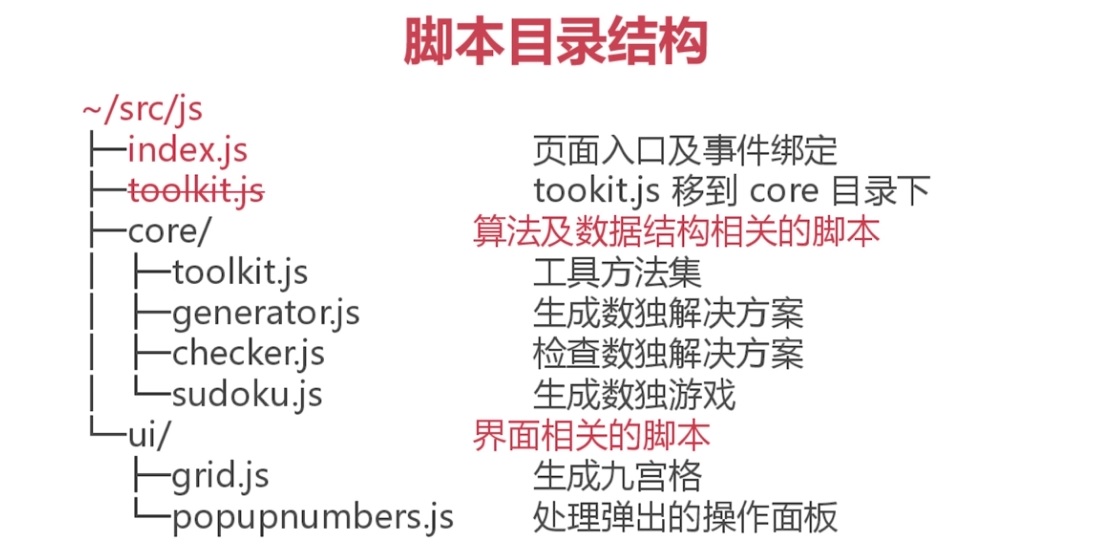 脚本目录结构
~/src/js
├─index.js 页面入口及事件绑定
├─toolkit.js tookit.js 移到 core 目录下
├─core/ 算法及数据结构相关的脚本
│ ├─toolkit.js 工具方法集
│ ├─generator.js 生成数独解决方案
│ ├─checker.js 检查数独解决方案
│ └─sudoku.js 生成数独游戏
└─ui/ 界面相关的脚本
├─grid.js 生成九宫格
└─popupnumbers.js 处理弹出的操作面板